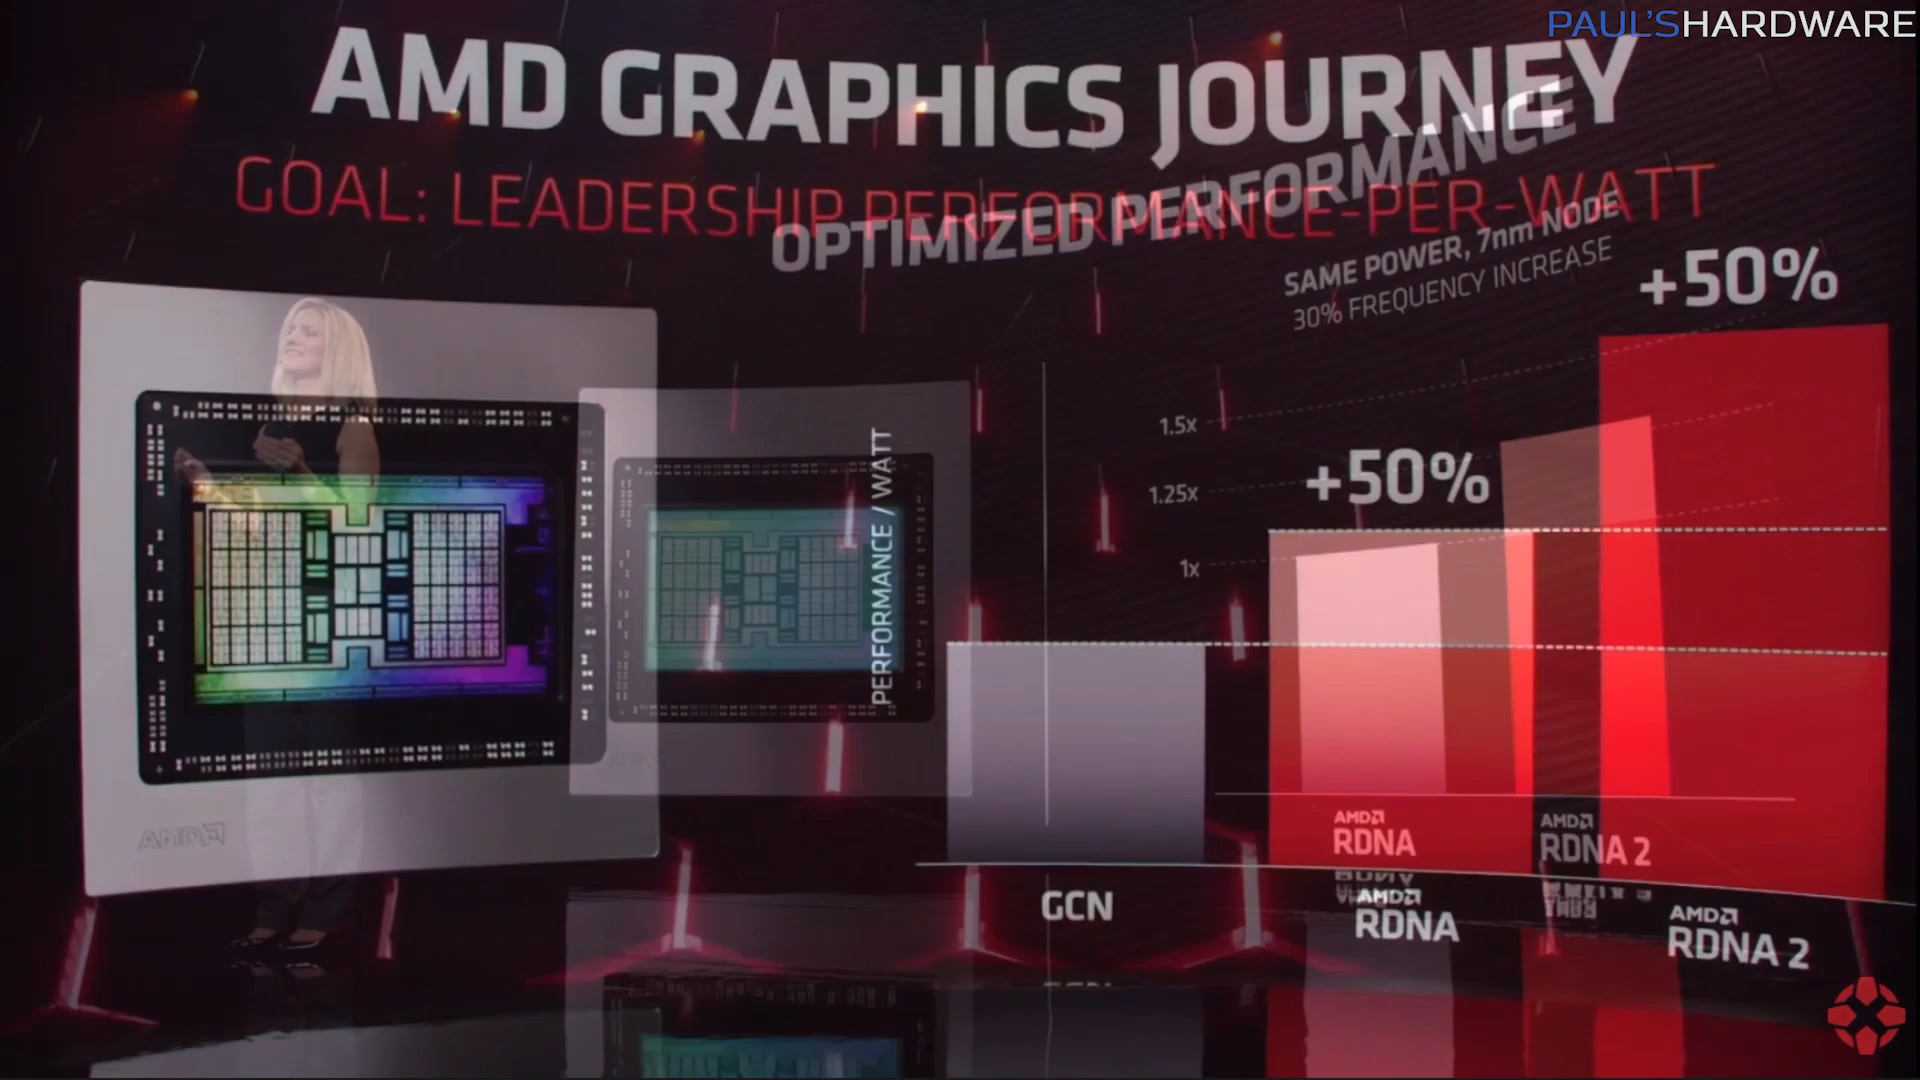 PAUL'SHARDWARE
AMD GRAPHICS JOURNEY
GOAL: LEADERSHIP PERFORMANCE-PER-WATT
OPTIMIZED PERFORMANCE
SAME POWER, 7nm NODE
30% FREQUENCY INCREASE
+50%
1.5x
+50%
1.25x
1x
PERFORMANCE / WATT
AMD
RDNA
AMD
RDNA 2
AMD
GCN
AMD
RDNA
AMD
RDNA 2